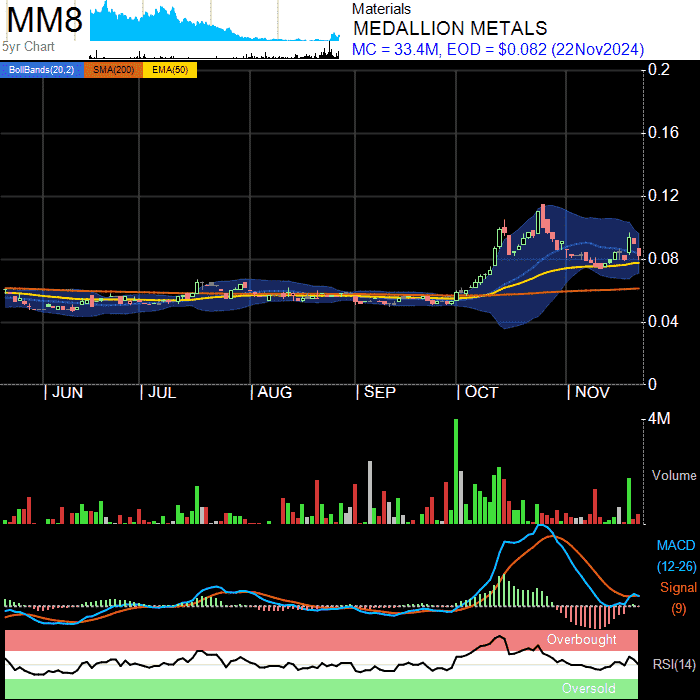 MM8
5yr Chart
Materials
MEDALLION METALS
MC = 33.4M, EOD = $0.082 (22Nov2024)
BollBands(20,2) SMA(200) EMA(50)
0.2
0.16
0.12
0.08
0.04
0
JUN JUL AUG SEP OCT NOV
4M
Volume
MACD
(12-26)
Signal
(9)
Overbought
RSI(14)
Oversold